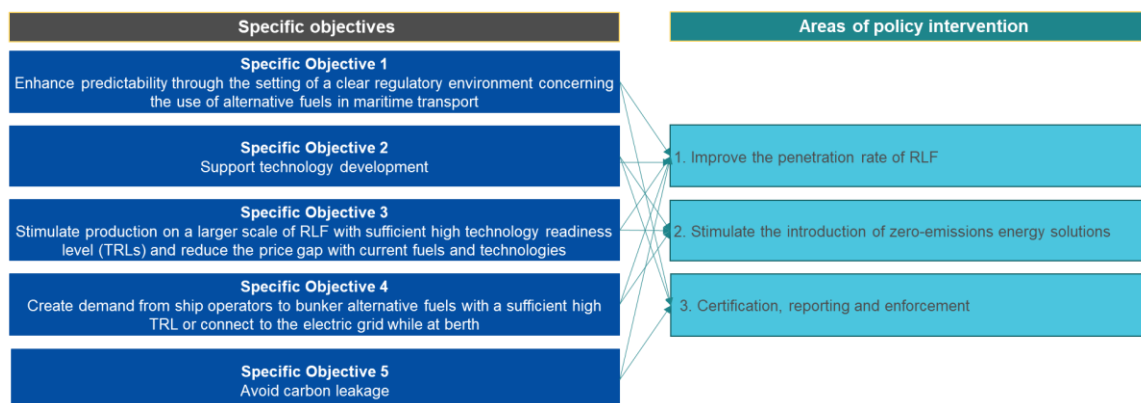 Specific objectives
Areas of policy intervention
Specific Objective 1
Enhance predictability through the setting of a clear regulatory environment concerning
the use of alternative fuels in maritime transport
Specific Objective 2
Support technology development
Specific Objective 3
Stimulate production on a larger scale of RLF with sufficient high technology readiness
level (TRLs) and reduce the price gap with current fuels and technologies
Specific Objective 4
Create demand from ship operators to bunker alternative fuels with a sufficient high
TRL or connect to the electric grid while at berth
Specific Objective 5
Avoid carbon leakage
1. Improve the penetration rate of RLF
2. Stimulate the introduction of zero-emissions energy solutions
3. Certification, reporting and enforcement